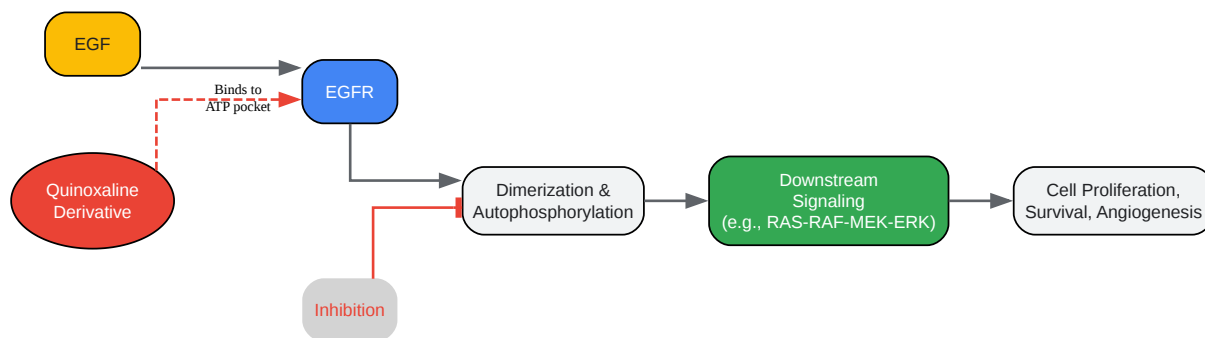 EGF
Binds to
ATP pocket
EGFR
Quinoxaline
Derivative
Dimerization &
Autophosphorylation
Downstream
Signaling
(e.g., RAS-RAF-MEK-ERK)
Cell Proliferation,
Survival, Angiogenesis
Inhibition